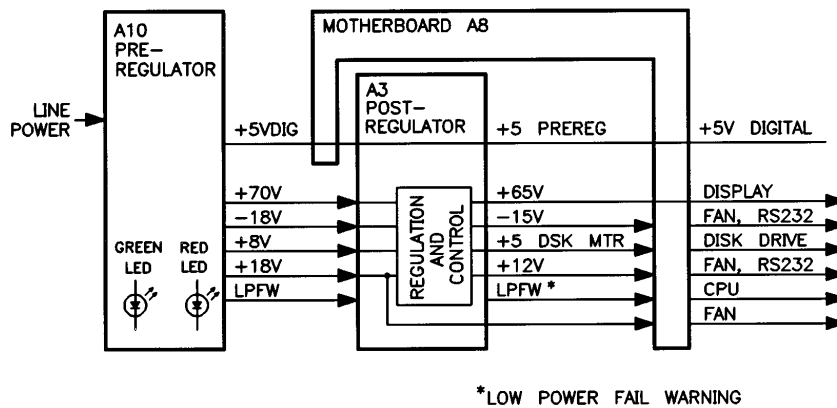 A10
PRE-
REGULATOR
MOTHERBOARD A8
A3
POST-
REGULATOR
LINE
POWER
+5VDIG
+5 PREREG
+5V DIGITAL
+70V
+65V
DISPLAY
-18V
-15V
FAN, RS232
+8V
+5 DSK MTR
DISK DRIVE
+18V
+12V
FAN, RS232
LPFW
LPFW*
CPU
FAN
REGULATION
AND
CONTROL
GREEN
LED
RED
LED
*LOW POWER FAIL WARNING